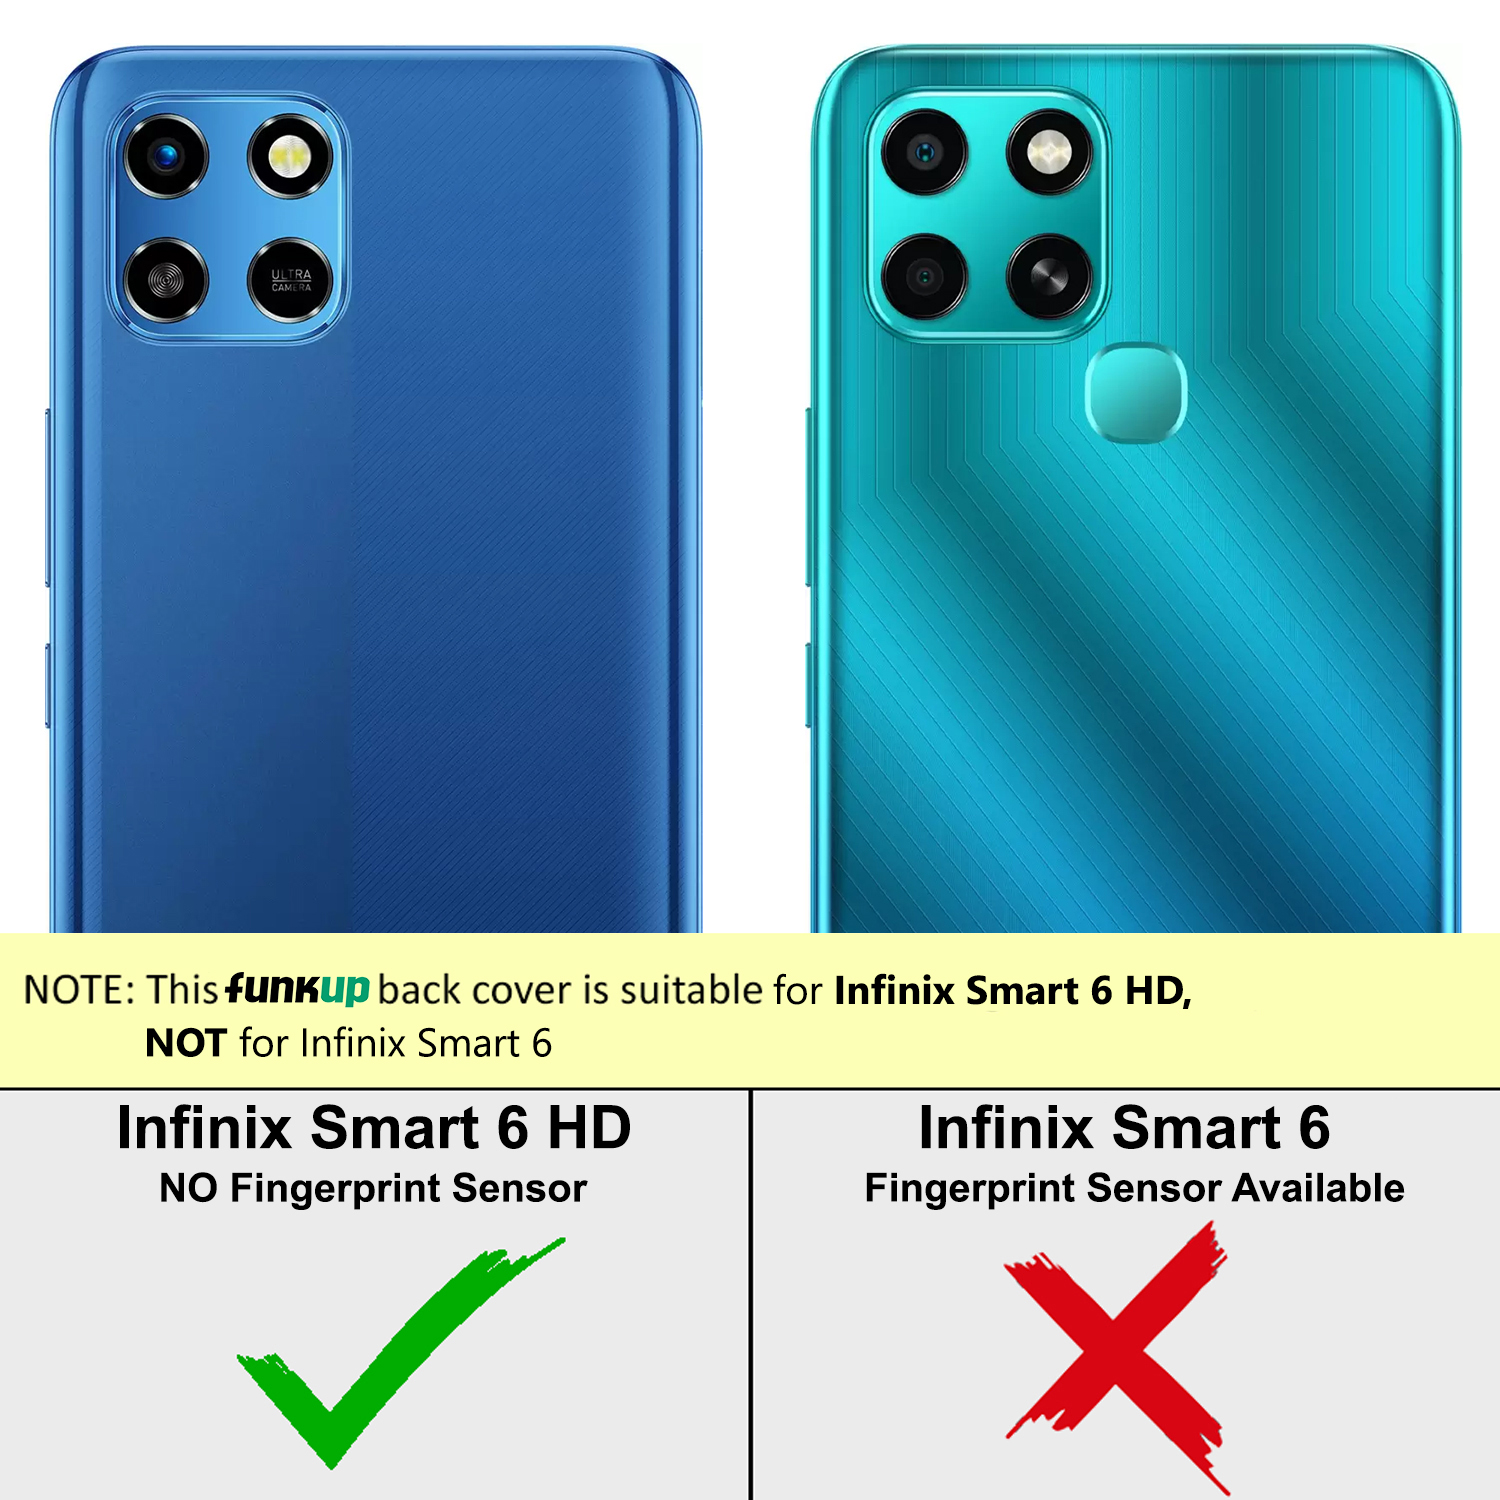 ULTRA
CAMERA
NOTE: This funkup back cover is suitable for Infinix Smart 6 HD,
NOT for Infinix Smart 6
Infinix Smart 6 HD
NO Fingerprint Sensor
Infinix Smart 6
Fingerprint Sensor Available